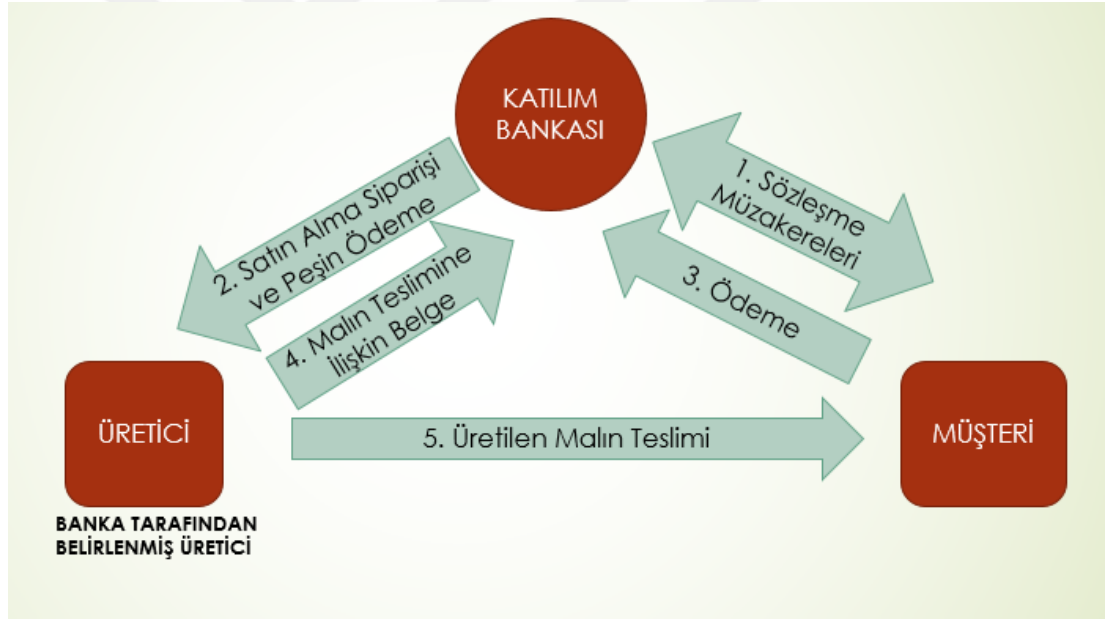 KATILIM
BANKASI
1. Sözleşme
Müzakereleri
2. Satın Alma Siparişi
ve Peşin Ödeme
3. Ödeme
4. Malın Teslimine
İlişkin Belge
ÜRETİCİ
5. Üretilen Malın Teslimi
MÜŞTERİ
BANKA TARAFINDAN
BELİRLENMİŞ ÜRETİCİ